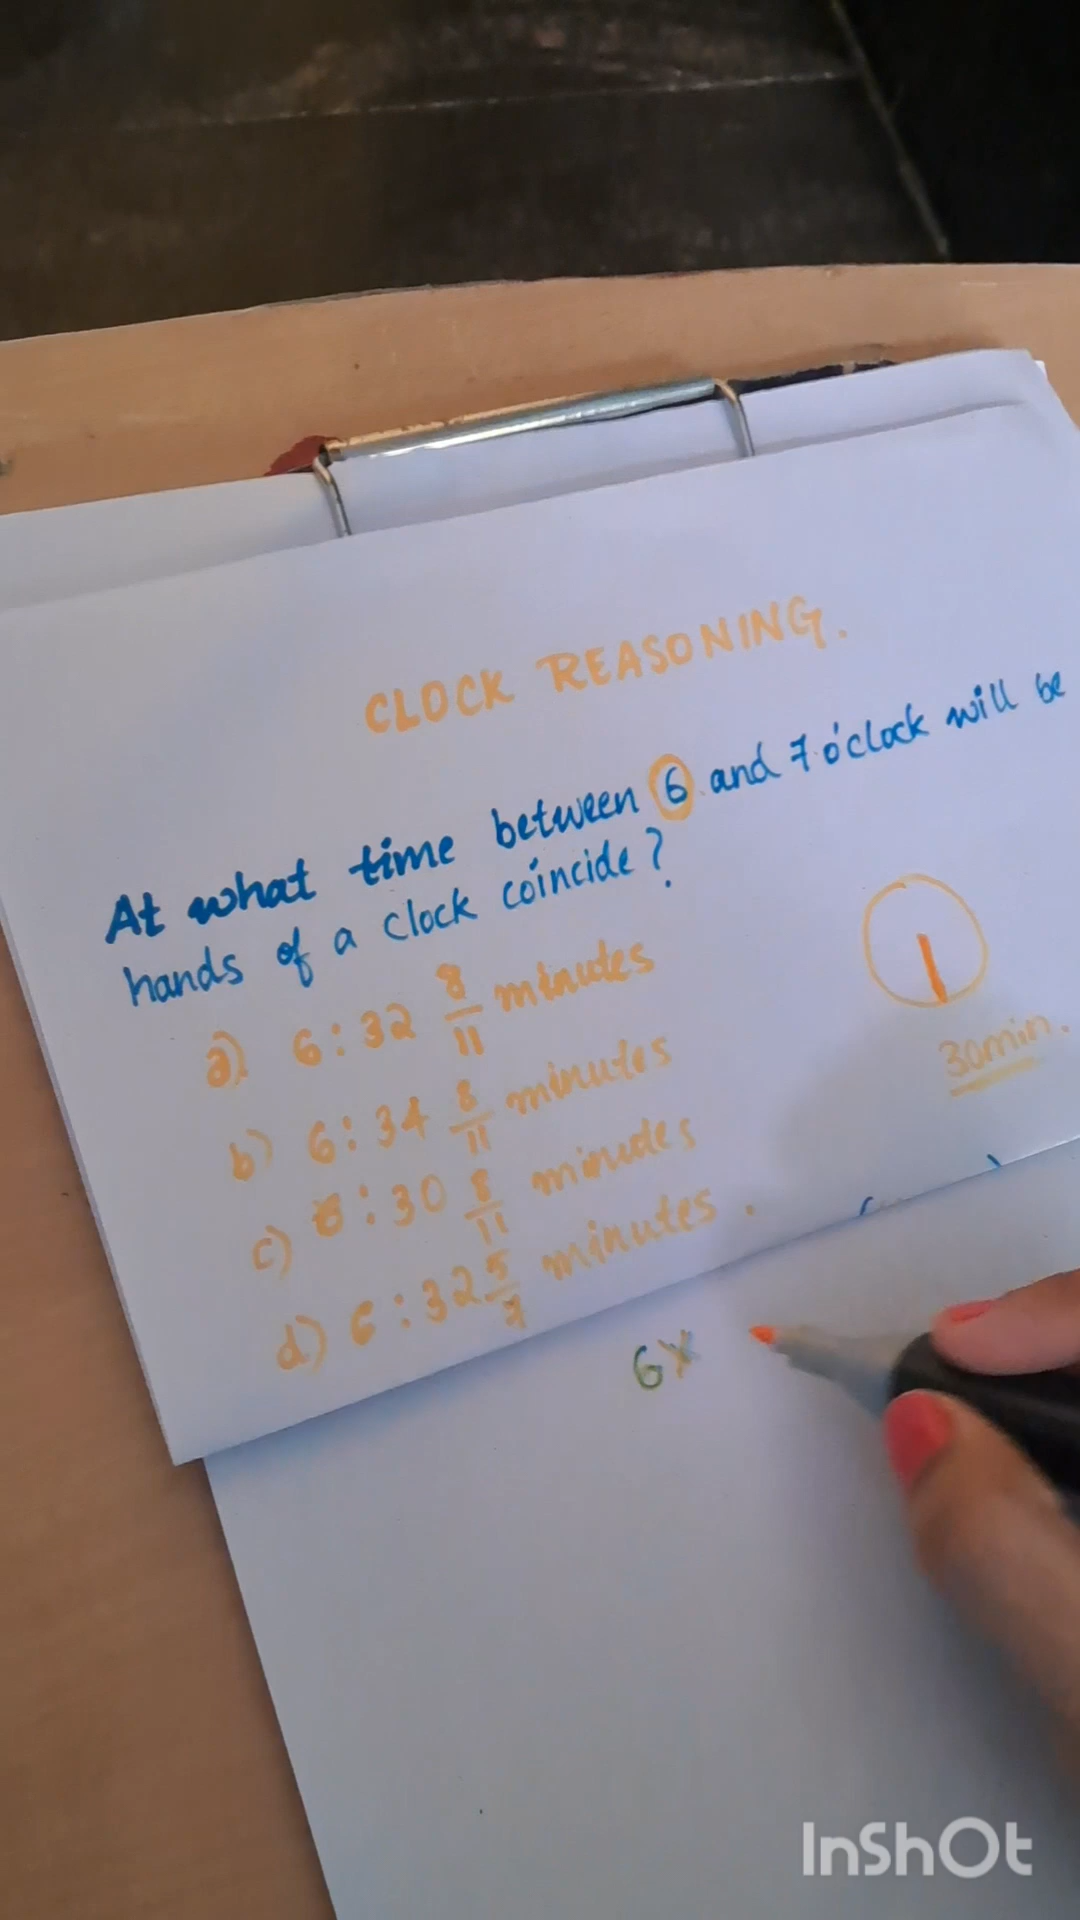 CLOCK REASONING.
At what time between 6 and 7 o'clock will be
hands of a clock coincide?
a) 6:32 8/11 minutes
b) 6:34 8/11 minutes
c) 6:30 8/11 minutes
d) 6:32 5/7 minutes.
30min.
6x
InShOt